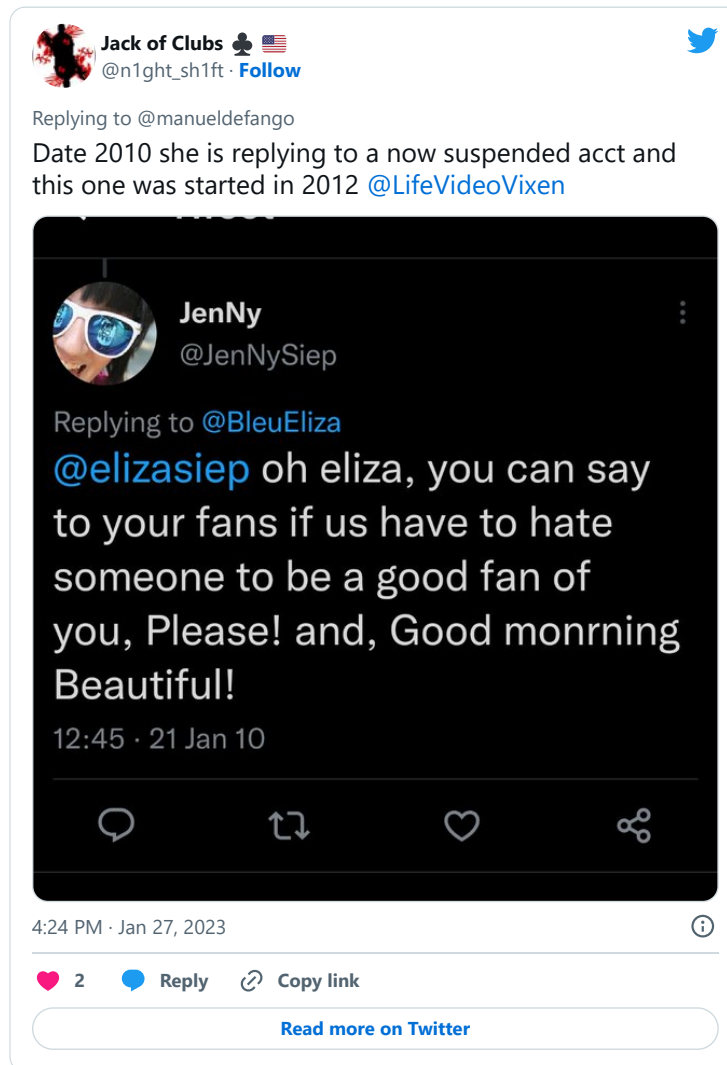 Jack of Clubs ♣️ 🇺🇸
@n1ght_sh1ft · Follow
Replying to @manueldefango
Date 2010 she is replying to a now suspended acct and
this one was started in 2012 @LifeVideoVixen
JenNy
@JenNySiep
Replying to @BleuEliza
@elizasiep oh eliza, you can say
to your fans if us have to hate
someone to be a good fan of
you, Please! and, Good monrning
Beautiful!
12:45 · 21 Jan 10
4:24 PM · Jan 27, 2023
2 Reply Copy link
Read more on Twitter